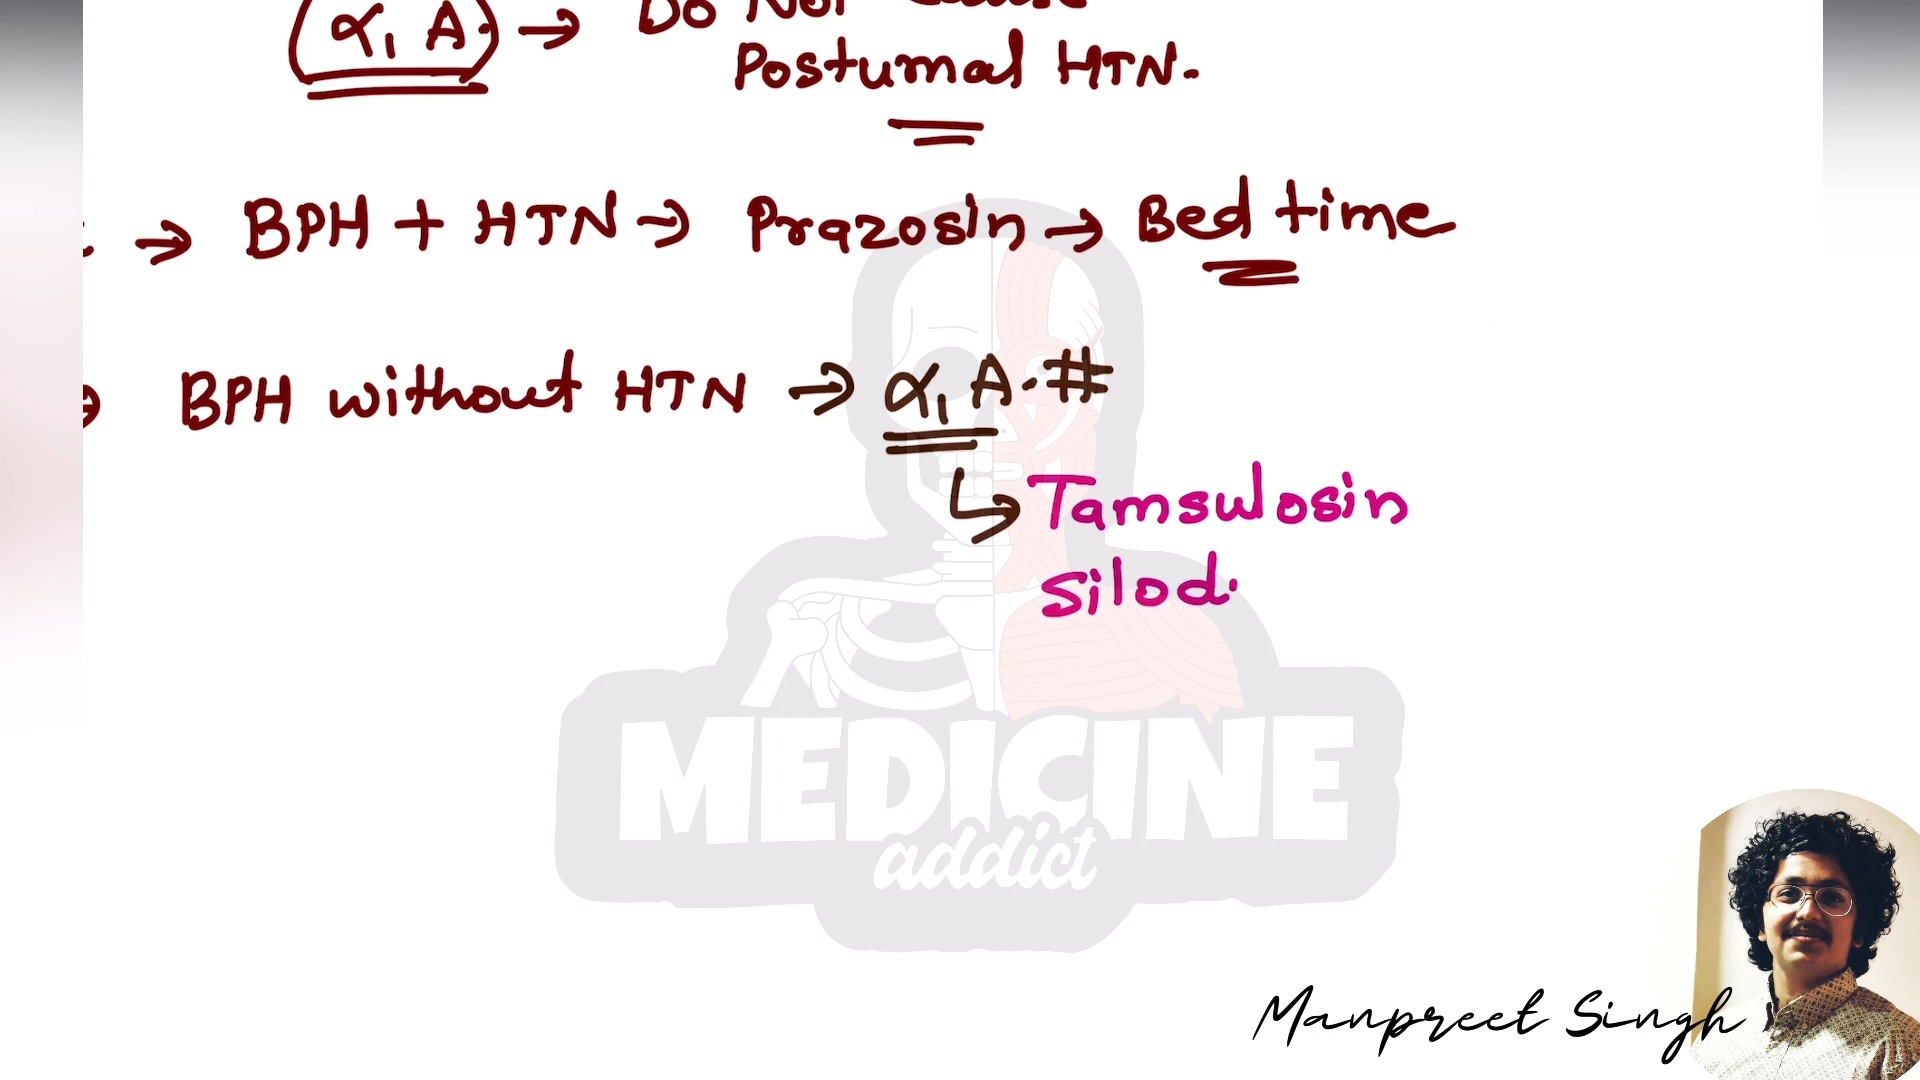 α₁ A. → Do Not Cause
Postumal HTN.
→ BPH + HTN → Prazosin → Bed time
→ BPH without HTN → α₁ A. #
↳ Tamsulosin
Silod.
MEDICINE
addict
Manpreet Singh